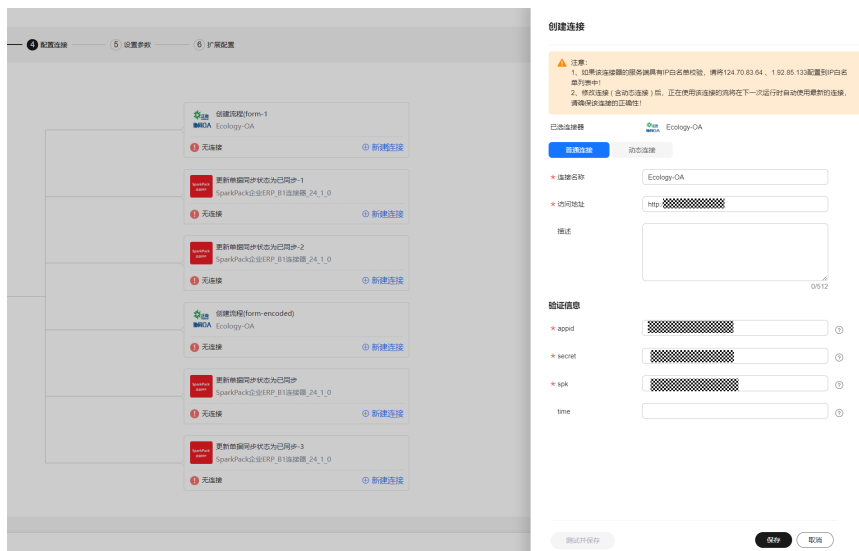 4 配置连接
5 设置参数
6 扩展配置
创建流程(form-1
Ecology-OA
无连接
新建连接
更新单据同步状态为已同步-1
SparkPack企业ERP_B1连接器_24_1_0
无连接
新建连接
更新单据同步状态为已同步-2
SparkPack企业ERP_B1连接器_24_1_0
无连接
新建连接
创建流程(form-encoded)
Ecology-OA
无连接
新建连接
更新单据同步状态为已同步
SparkPack企业ERP_B1连接器_24_1_0
无连接
新建连接
更新单据同步状态为已同步-3
SparkPack企业ERP_B1连接器_24_1_0
无连接
新建连接
创建连接
注意:
1、如果该连接器的服务端具有IP白名单校验，请将124.70.83.64 ，1.92.85.133配置到IP白名
单列表中!
2、修改连接 ( 含动态连接 ) 后，正在使用该连接的流将在下一次运行时自动使用最新的连接，
请确保该连接的正确性!
已选连接器
Ecology-OA
普通连接
动态连接
* 连接名称
Ecology-OA
* 访问地址
http:
描述
0/512
验证信息
* appid
* secret
* spk
time
测试并保存
保存
取消